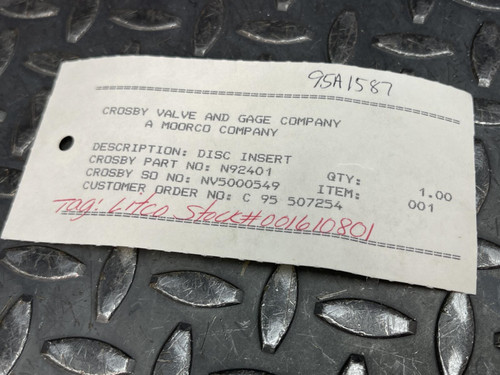 95A1587
CROSBY VALVE AND GAGE COMPANY
A MOORCO COMPANY
DESCRIPTION: DISC INSERT
CROSBY PART NO: N92401 QTY: 1.00
CROSBY SO NO: NV5000549 ITEM: 001
CUSTOMER ORDER NO: C 95 507254
Tag: Litco Stock# 001610801